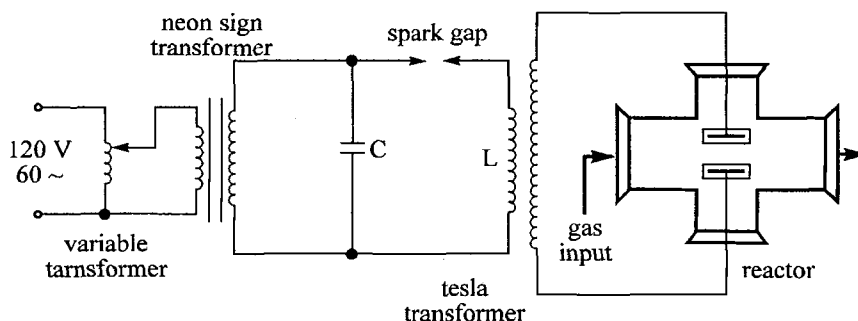 neon sign
transformer
spark gap
120 V
60 ~
C
L
gas
input
variable
tarnsformer
tesla
transformer
reactor